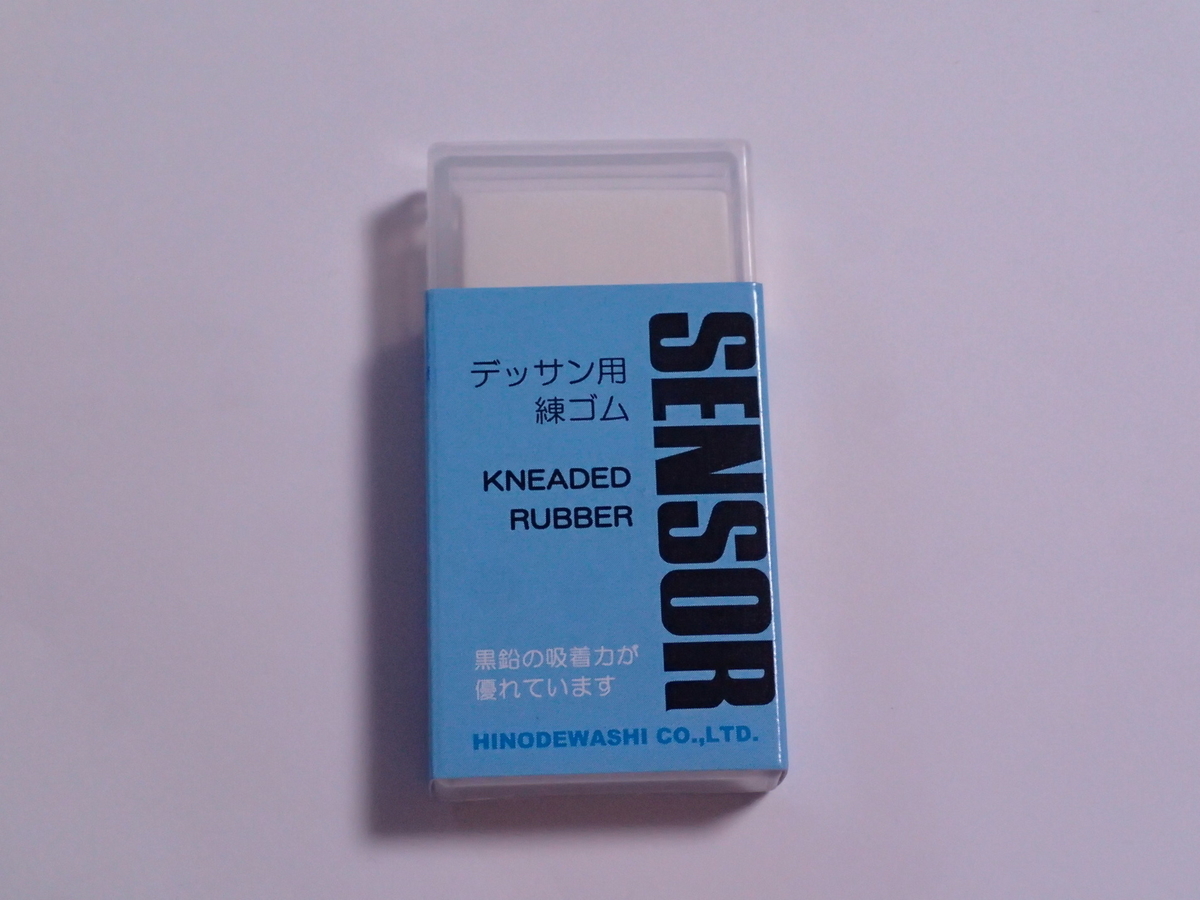 SENSOR
デッサン用
練ゴム
KNEADED
RUBBER
黒鉛の吸着力が
優れています
HINODEWASHI CO.,LTD.